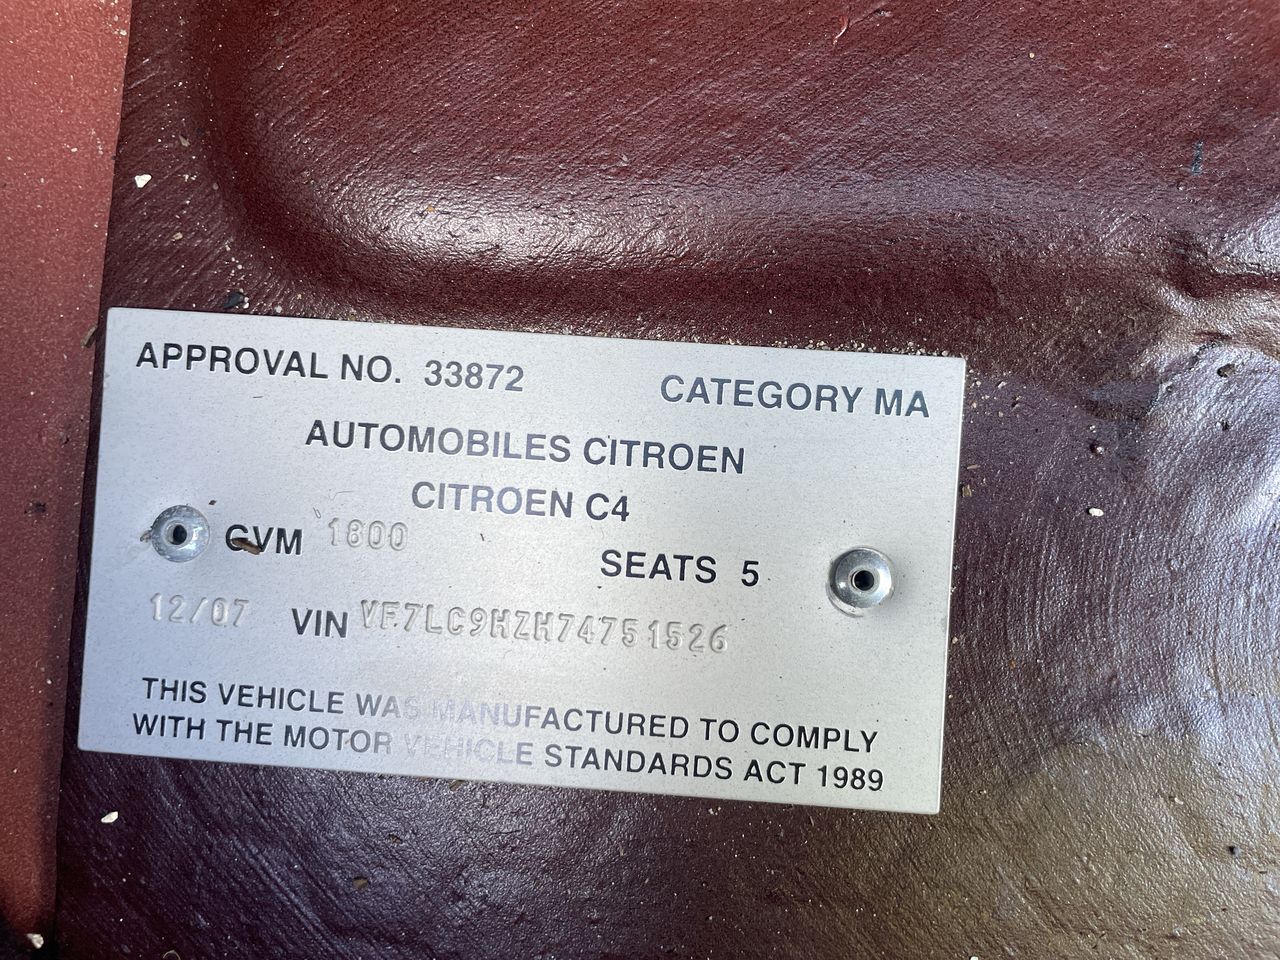 APPROVAL NO. 33872 CATEGORY MA
AUTOMOBILES CITROEN
CITROEN C4
GVM 1800 SEATS 5
12/07 VIN VF7LC9HZH74751526
THIS VEHICLE WAS MANUFACTURED TO COMPLY
WITH THE MOTOR VEHICLE STANDARDS ACT 1989